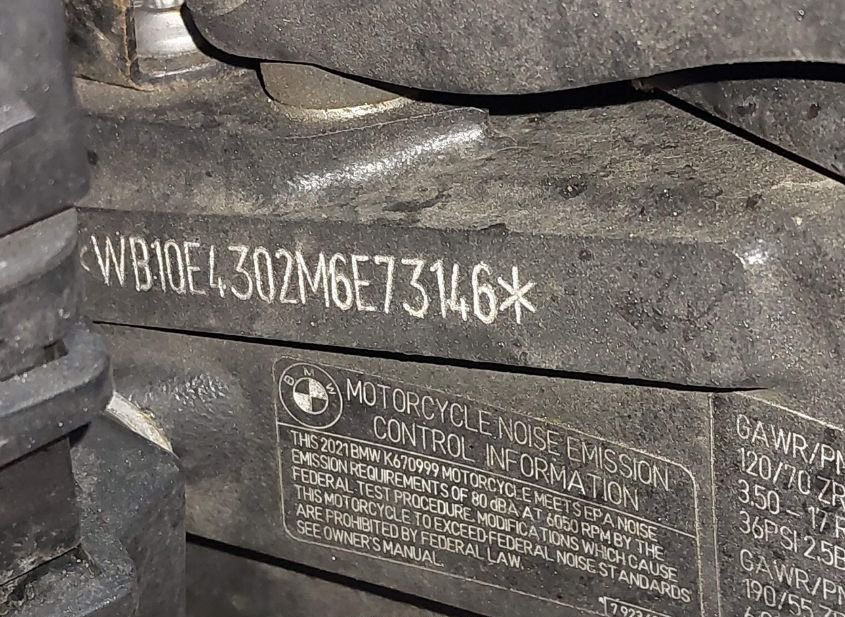 WB10E4302M6E73146*
BMW
MOTORCYCLE NOISE EMISSION
CONTROL INFORMATION
THIS 2021 BMW K670999 MOTORCYCLE MEETS EPA NOISE
EMISSION REQUIREMENTS OF 80 dBA AT 6050 RPM BY THE
FEDERAL TEST PROCEDURE. MODIFICATIONS WHICH CAUSE
THIS MOTORCYCLE TO EXCEED FEDERAL NOISE STANDARDS
ARE PROHIBITED BY FEDERAL LAW.
SEE OWNER'S MANUAL.
GAWR/PN
120/70 ZR
3.50 - 17
36PSI 2.5B
GAWR/PN
190/55